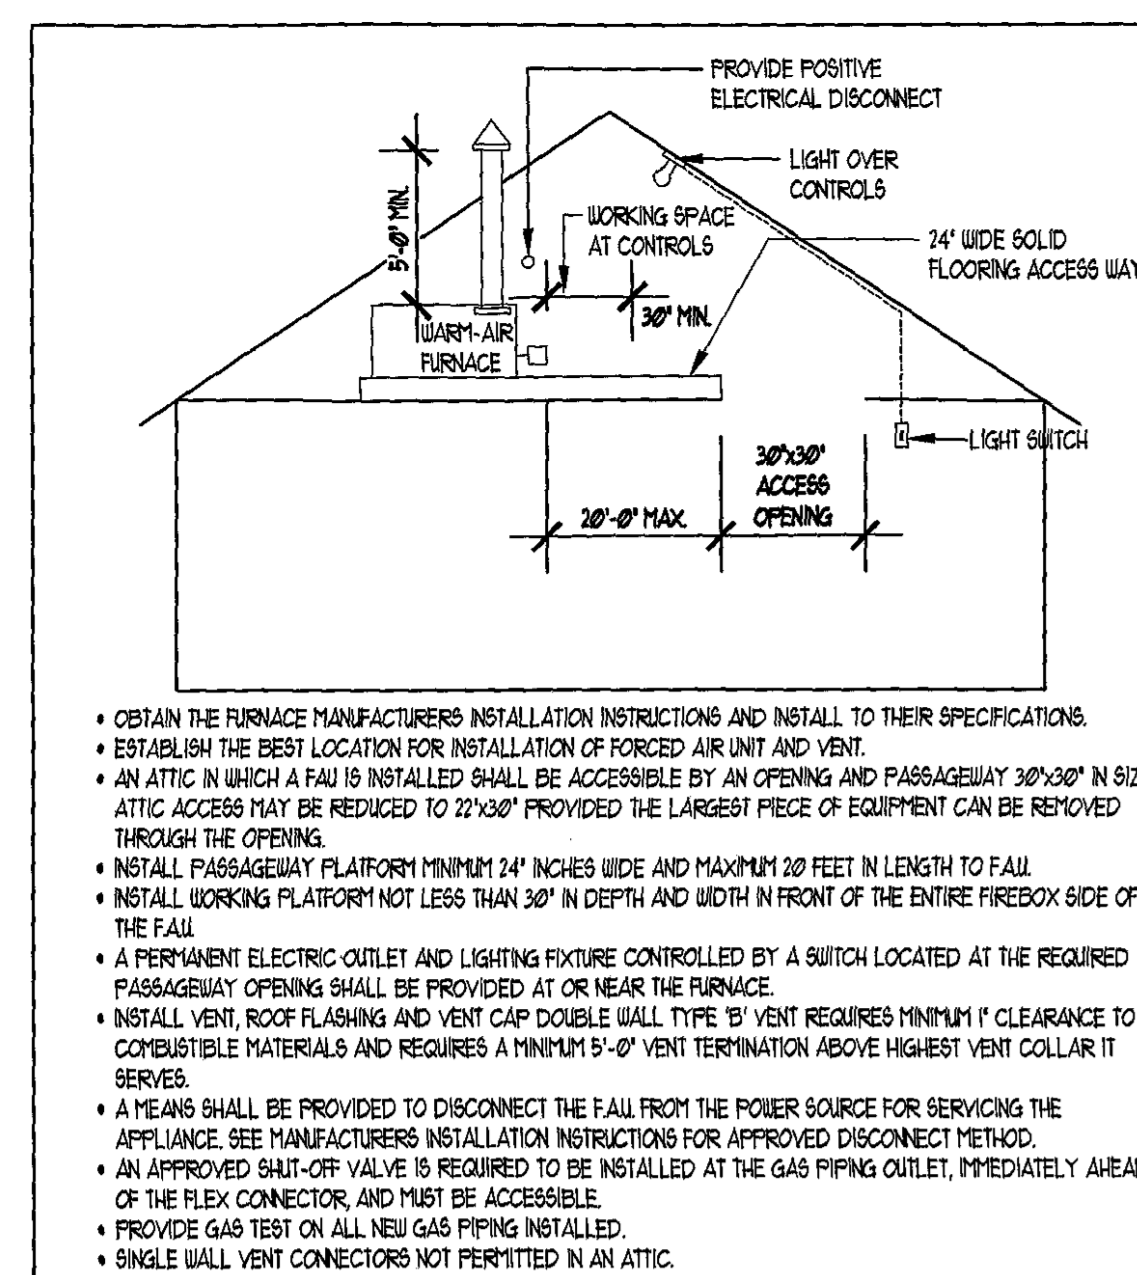 PROVIDE POSITIVE
ELECTRICAL DISCONNECT
LIGHT OVER
CONTROLS
5'-0" MIN.
WORKING SPACE
AT CONTROLS
24" WIDE SOLID
FLOORING ACCESS WAY
30" MIN.
WARM-AIR
FURNACE
LIGHT SWITCH
30"x30"
ACCESS
OPENING
20'-0" MAX.
• OBTAIN THE FURNACE MANUFACTURERS INSTALLATION INSTRUCTIONS AND INSTALL TO THEIR SPECIFICATIONS.
• ESTABLISH THE BEST LOCATION FOR INSTALLATION OF FORCED AIR UNIT AND VENT.
• AN ATTIC IN WHICH A FAU IS INSTALLED SHALL BE ACCESSIBLE BY AN OPENING AND PASSAGEWAY 30"x30" IN SIZ
ATTIC ACCESS MAY BE REDUCED TO 22"x30" PROVIDED THE LARGEST PIECE OF EQUIPMENT CAN BE REMOVED
THROUGH THE OPENING.
• INSTALL PASSAGEWAY PLATFORM MINIMUM 24" INCHES WIDE AND MAXIMUM 20 FEET IN LENGTH TO F.A.U.
• INSTALL WORKING PLATFORM NOT LESS THAN 30" IN DEPTH AND WIDTH IN FRONT OF THE ENTIRE FIREBOX SIDE OF
THE F.A.U.
• A PERMANENT ELECTRIC OUTLET AND LIGHTING FIXTURE CONTROLLED BY A SWITCH LOCATED AT THE REQUIRED
PASSAGEWAY OPENING SHALL BE PROVIDED AT OR NEAR THE FURNACE.
• INSTALL VENT, ROOF FLASHING AND VENT CAP DOUBLE WALL TYPE 'B' VENT REQUIRES MINIMUM 1" CLEARANCE TO
COMBUSTIBLE MATERIALS AND REQUIRES A MINIMUM 5'-0" VENT TERMINATION ABOVE HIGHEST VENT COLLAR IT
SERVES.
• A MEANS SHALL BE PROVIDED TO DISCONNECT THE F.A.U. FROM THE POWER SOURCE FOR SERVICING THE
APPLIANCE. SEE MANUFACTURERS INSTALLATION INSTRUCTIONS FOR APPROVED DISCONNECT METHOD.
• AN APPROVED SHUT-OFF VALVE IS REQUIRED TO BE INSTALLED AT THE GAS PIPING OUTLET, IMMEDIATELY AHEA
OF THE FLEX CONNECTOR, AND MUST BE ACCESSIBLE.
• PROVIDE GAS TEST ON ALL NEW GAS PIPING INSTALLED.
• SINGLE WALL VENT CONNECTORS NOT PERMITTED IN AN ATTIC.